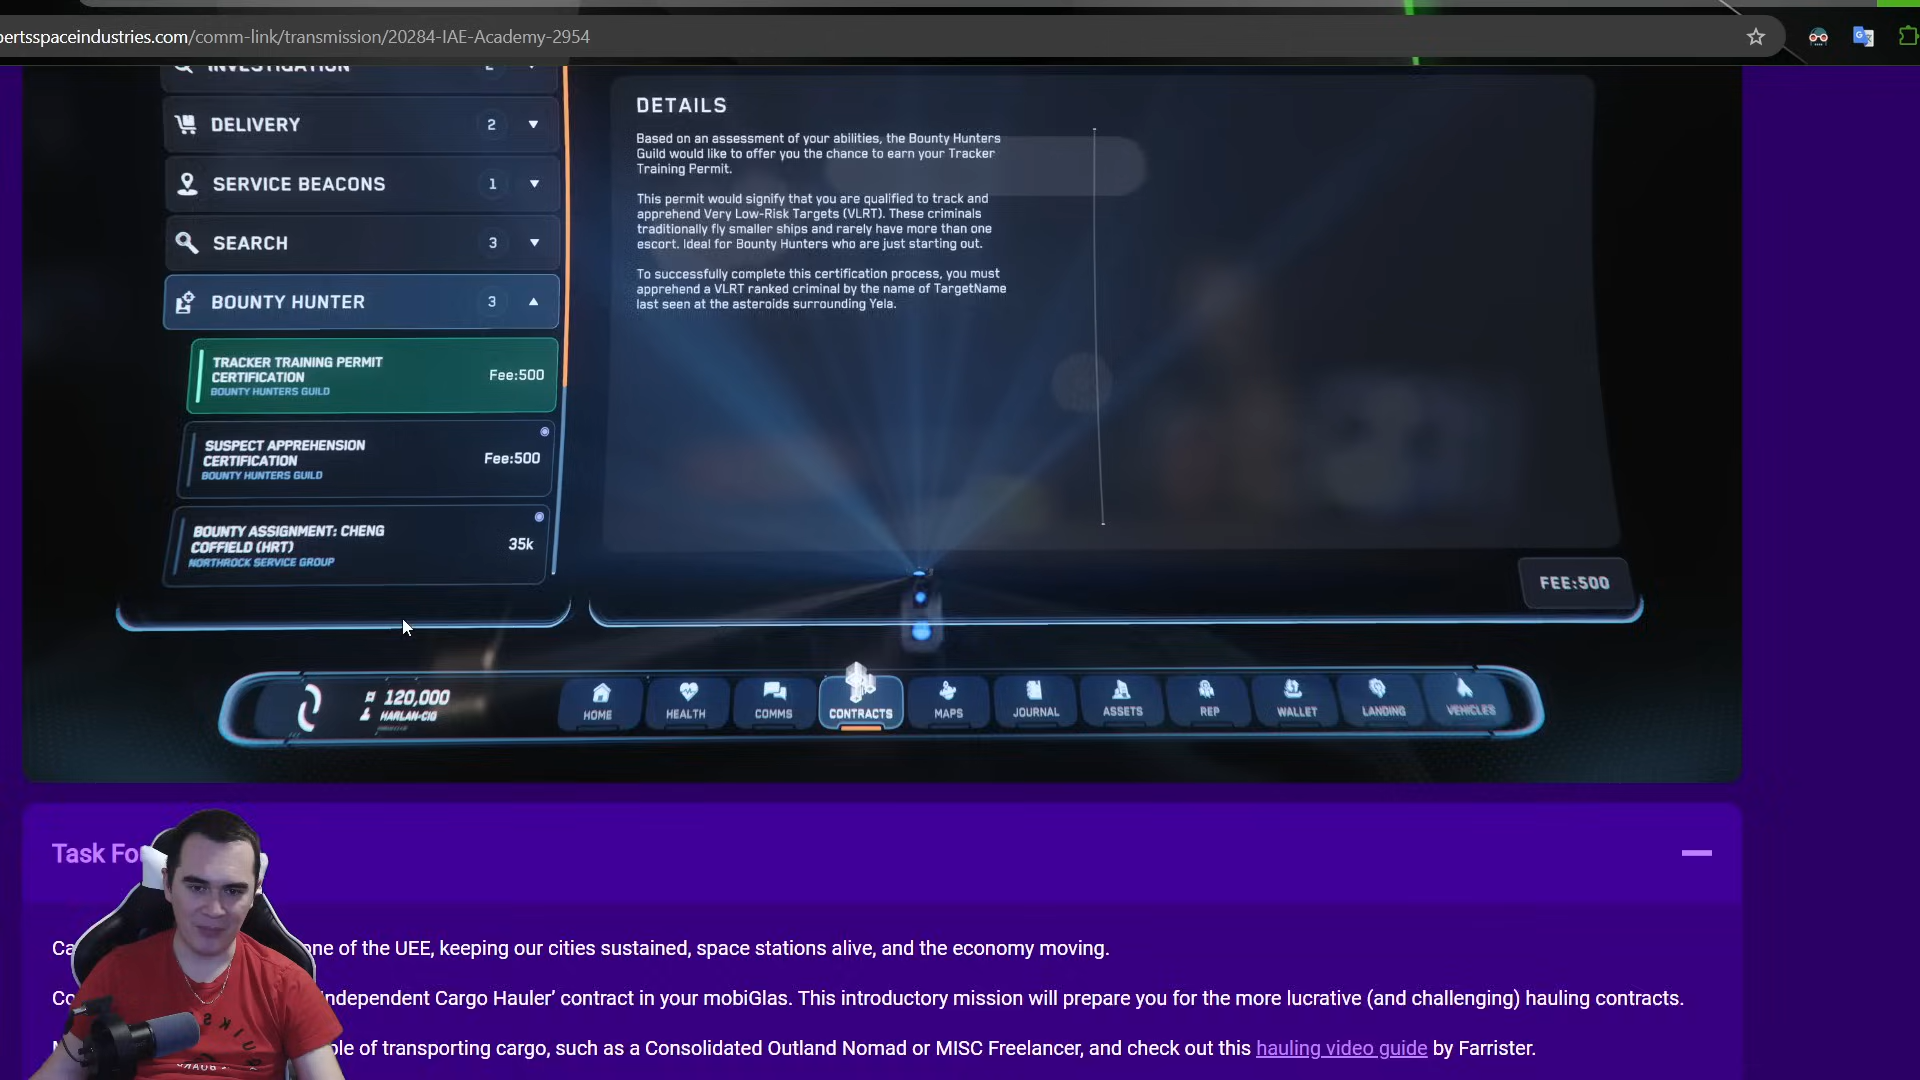 ertsspaceindustries.com/comm-link/transmission/20284-IAE-Academy-2954
INVESTIGATION
DELIVERY 2
SERVICE BEACONS 1
SEARCH 3
BOUNTY HUNTER 3
TRACKER TRAINING PERMIT
CERTIFICATION
BOUNTY HUNTERS GUILD
Fee:500
SUSPECT APPREHENSION
CERTIFICATION
BOUNTY HUNTERS GUILD
Fee:500
BOUNTY ASSIGNMENT: CHENG
COFFIELD (HRT)
NORTHROCK SERVICE GROUP
35k
DETAILS
Based on an assessment of your abilities, the Bounty Hunters
Guild would like to offer you the chance to earn your Tracker
Training Permit.
This permit would signify that you are qualified to track and
apprehend Very Low-Risk Targets (VLRT). These criminals
traditionally fly smaller ships and rarely have more than one
escort. Ideal for Bounty Hunters who are just starting out.
To successfully complete this certification process, you must
apprehend a VLRT ranked criminal by the name of TargetName
last seen at the asteroids surrounding Yela.
FEE:500
120,000
HARLAN-CIG
HOME
HEALTH
COMMS
CONTRACTS
MAPS
JOURNAL
ASSETS
REP
WALLET
LANDING
VEHICLES
Task
of the UEE, keeping our cities sustained, space stations alive, and the economy moving.
Independent Cargo Hauler’ contract in your mobiGlas. This introductory mission will prepare you for the more lucrative (and challenging) hauling contracts.
of transporting cargo, such as a Consolidated Outland Nomad or MISC Freelancer, and check out this hauling video guide by Farrister.